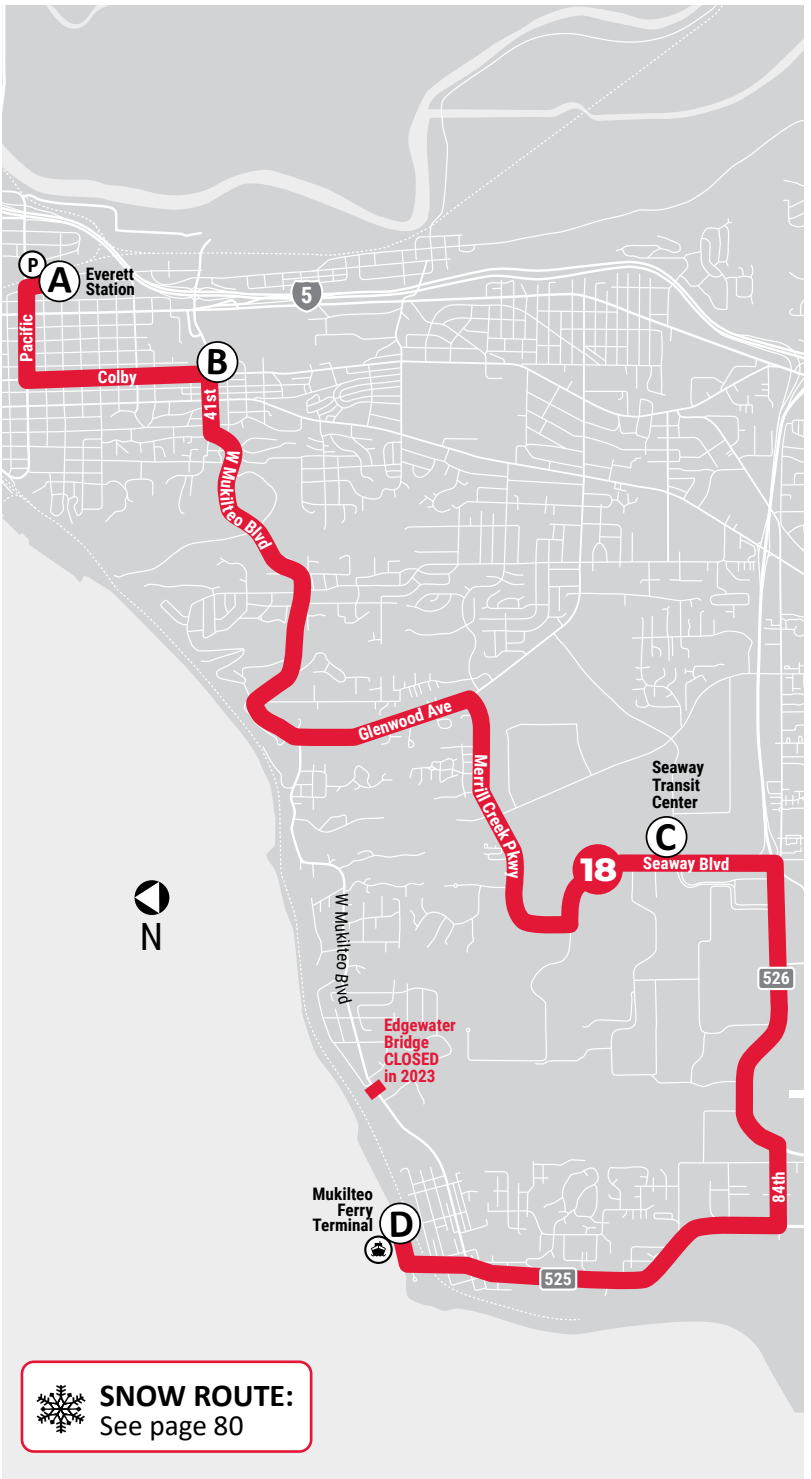 P
A
Everett
Station
5
Pacific
B
Colby
41st
W Mukilteo Blvd
Glenwood Ave
Merrill Creek Pkwy
Seaway
Transit
Center
C
18
Seaway Blvd
N
W Mukilteo Blvd
526
Edgewater
Bridge
CLOSED
in 2023
84th
Mukilteo
Ferry
Terminal
D
525
SNOW ROUTE:
See page 80